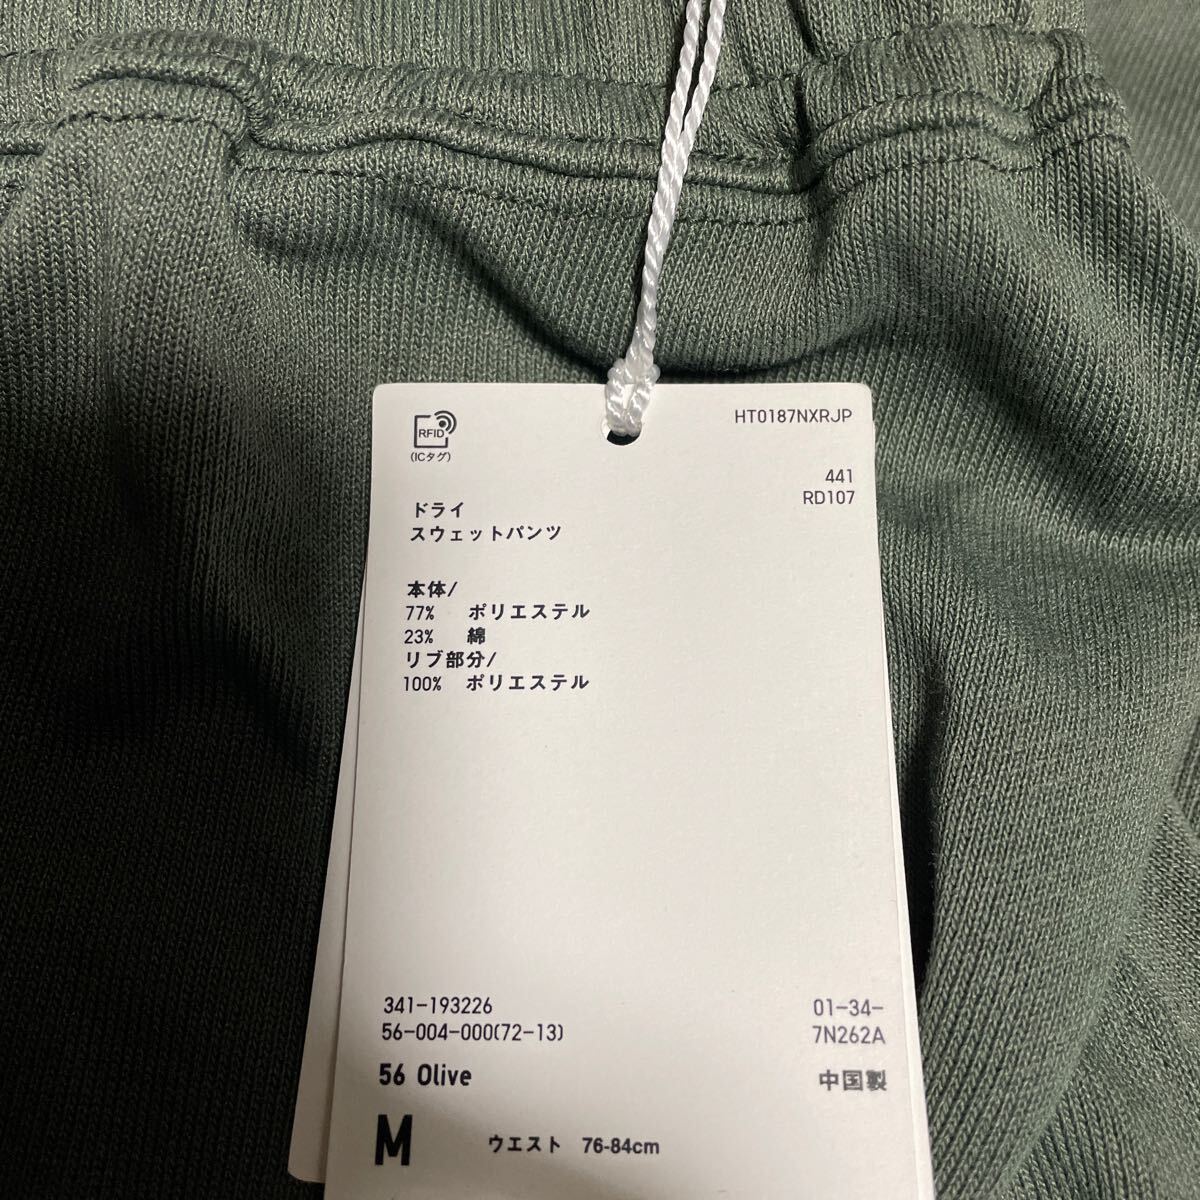 RFID
(ICタグ)
HT0187NXRJP
441
RD107
ドライ
スウェットパンツ
本体/
77% ポリエステル
23% 綿
リブ部分/
100% ポリエステル
341-193226
56-004-000(72-13)
01-34-
7N262A
56 Olive
中国製
M ウエスト 76-84cm